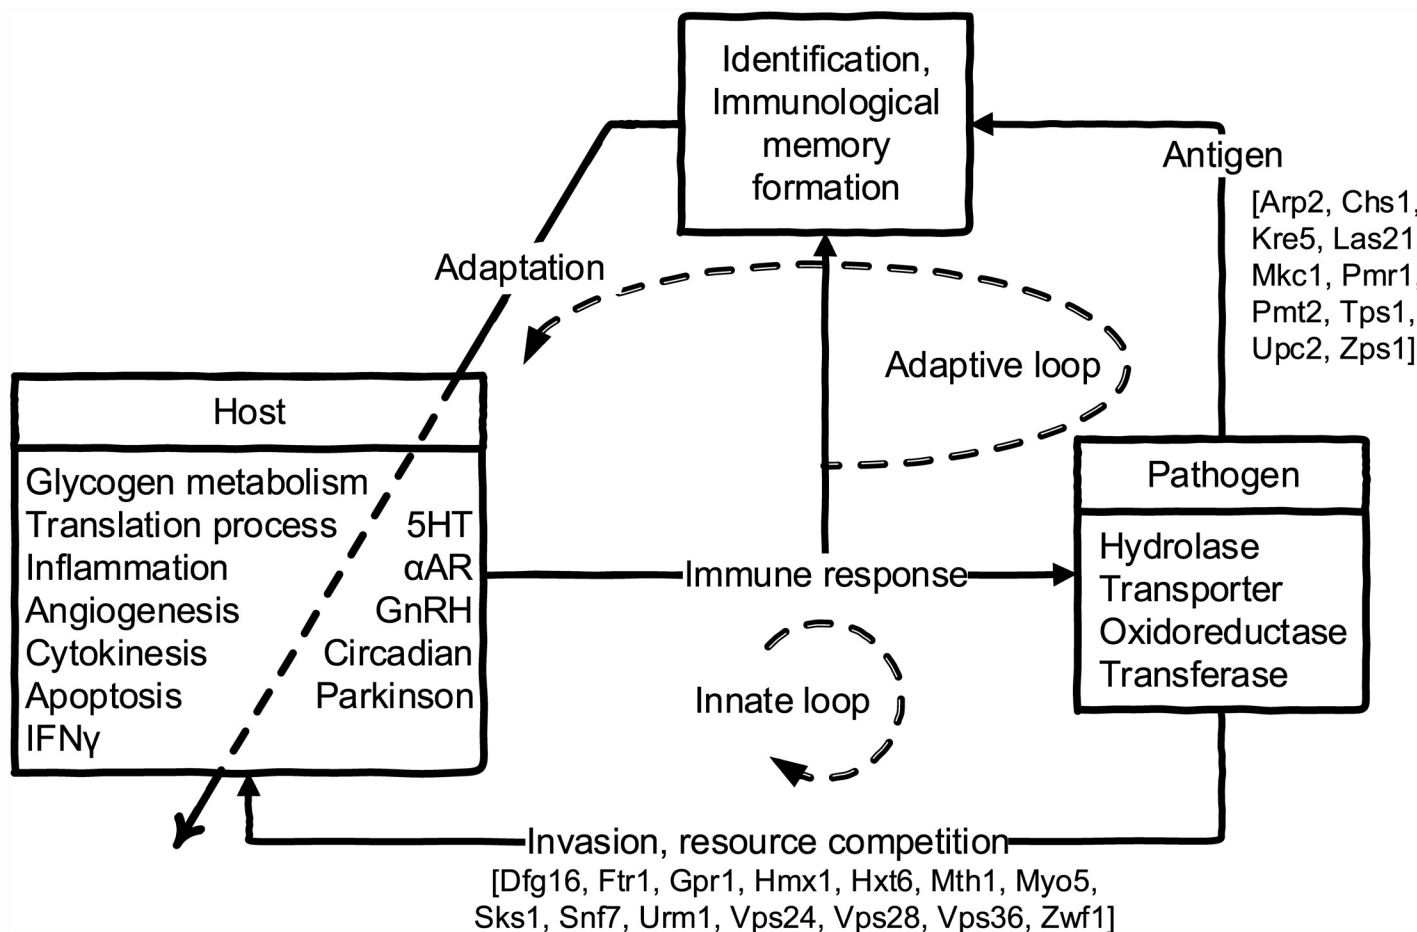 Identification,
Immunological
memory
formation
Antigen
[Arp2, Chs1,
Kre5, Las21
Mkc1, Pmr1,
Pmt2, Tps1,
Upc2, Zps1]
Adaptation
Adaptive loop
Host
Glycogen metabolism
Translation process 5HT
Inflammation αAR
Angiogenesis GnRH
Cytokinesis Circadian
Apoptosis Parkinson
IFNγ
Immune response
Pathogen
Hydrolase
Transporter
Oxidoreductase
Transferase
Innate loop
Invasion, resource competition
[Dfg16, Ftr1, Gpr1, Hmx1, Hxt6, Mth1, Myo5,
Sks1, Snf7, Urm1, Vps24, Vps28, Vps36, Zwf1]